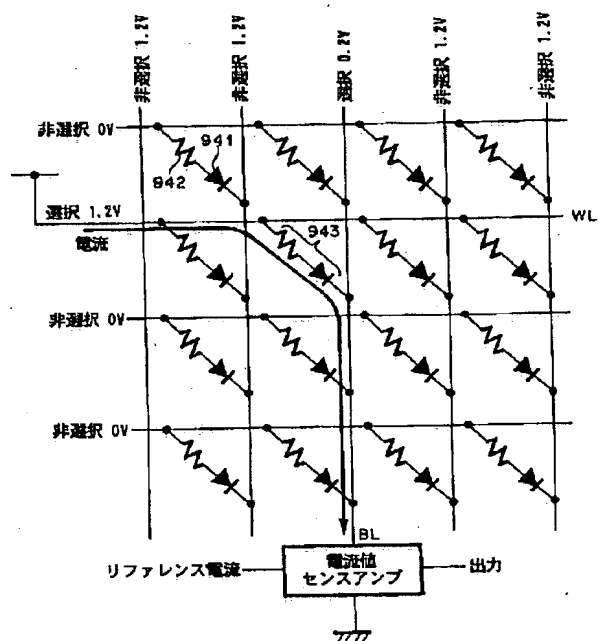 非選択 1.2V
非選択 1.2V
選択 0.2V
非選択 1.2V
非選択 1.2V
非選択 0V
941
942
選択 1.2V
WL
電流
943
非選択 0V
非選択 0V
BL
リファレンス電流
電流値
センスアンプ
出力